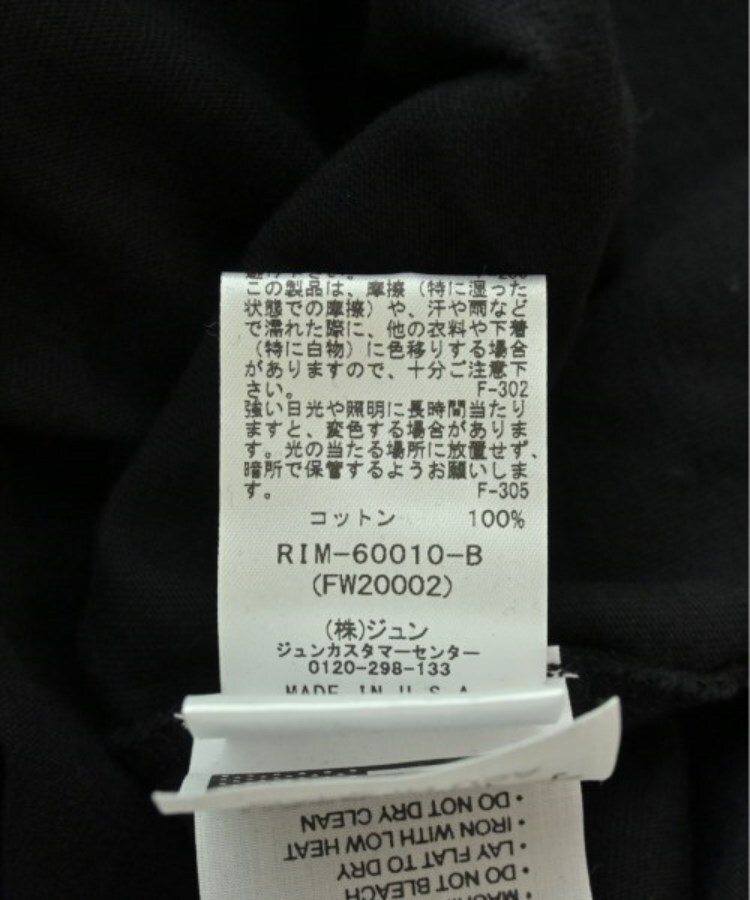 この製品は、摩擦（特に湿った
状態での摩擦）や、汗や雨など
で濡れた際に、他の衣料や下着
（特に白物）に色移りする場合
がありますので、十分ご注意下
さい。 F-302
強い日光や照明に長時間当たり
ますと、変色する場合がありま
す。光の当たる場所に放置せず、
暗所で保管するようお願いしま
す。 F-305
コットン 100%
RIM-60010-B
(FW20002)
(株)ジュン
ジュンカスタマーセンター
0120-298-133
MADE IN U.S.A
• DO NOT BLEACH
• LAY FLAT TO DRY
• IRON WITH LOW HEAT
• DO NOT DRY CLEAN